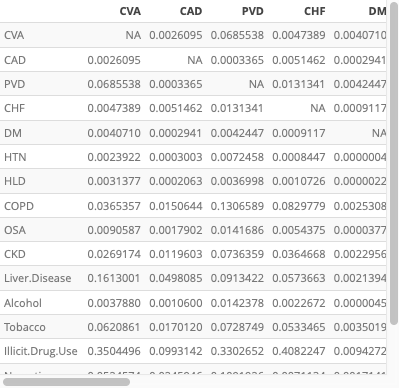 CVA CAD PVD CHF DM
CVA NA 0.0026095 0.0685538 0.0047389 0.0040710
CAD 0.0026095 NA 0.0003365 0.0051462 0.0002941
PVD 0.0685538 0.0003365 NA 0.0131341 0.0042447
CHF 0.0047389 0.0051462 0.0131341 NA 0.0009117
DM 0.0040710 0.0002941 0.0042447 0.0009117 NA
HTN 0.0023922 0.0003003 0.0072458 0.0008447 0.0000004
HLD 0.0031377 0.0002063 0.0036998 0.0010726 0.0000022
COPD 0.0365357 0.0150644 0.1306589 0.0829779 0.0025308
OSA 0.0090587 0.0017902 0.0141686 0.0054375 0.0000377
CKD 0.0269174 0.0119603 0.0736359 0.0364668 0.0022956
Liver.Disease 0.1613001 0.0498085 0.0913422 0.0573663 0.0021394
Alcohol 0.0037880 0.0010600 0.0142378 0.0022672 0.0000045
Tobacco 0.0620861 0.0170120 0.0728749 0.0533465 0.0035019
Illicit.Drug.Use 0.3504496 0.0993142 0.3302652 0.4082247 0.0094272